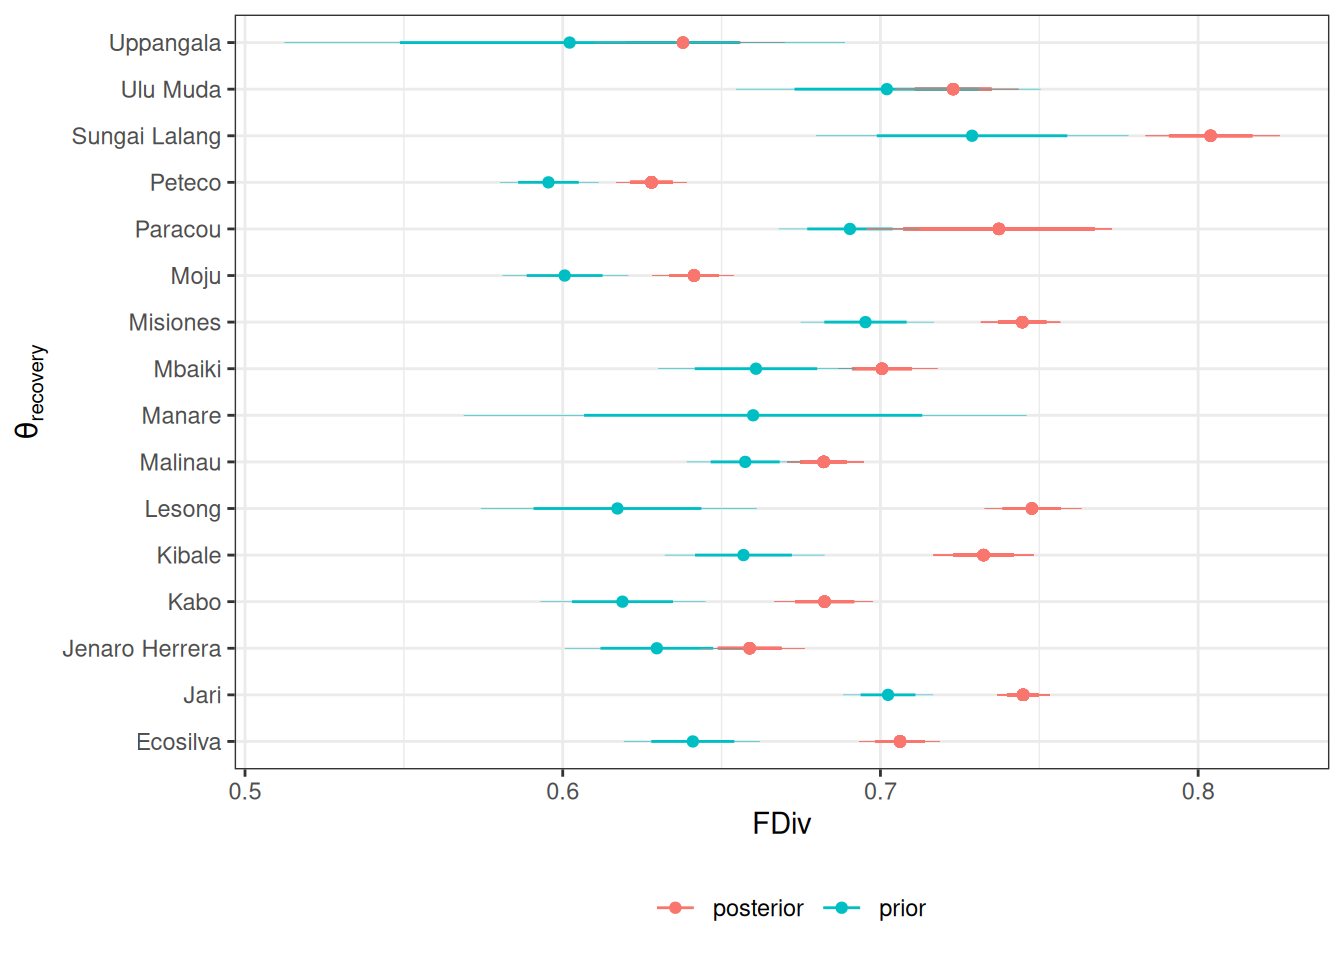 Uppangala
Ulu Muda
Sungai Lalang
Peteco
Paracou
Moju
Misiones
Mbaiki
Manare
Malinau
Lesong
Kibale
Kabo
Jenaro Herrera
Jari
Ecosilva
θrecovery
0.5 0.6 0.7 0.8
FDiv
posterior prior